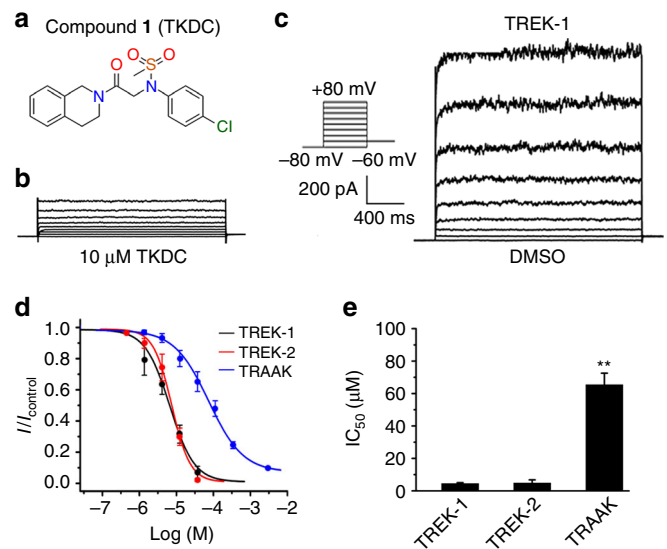 a
Compound 1 (TKDC)
O
O
O
S
N
N
Cl
b
10 μM TKDC
c
TREK-1
+80 mV
–80 mV
–60 mV
200 pA
400 ms
DMSO
d
1.0
0.8
0.6
0.4
0.2
0.0
I/Icontrol
TREK-1
TREK-2
TRAAK
–7 –6 –5 –4 –3 –2
Log (M)
e
100
80
60
40
20
0
IC50 (μM)
**
TREK-1
TREK-2
TRAAK